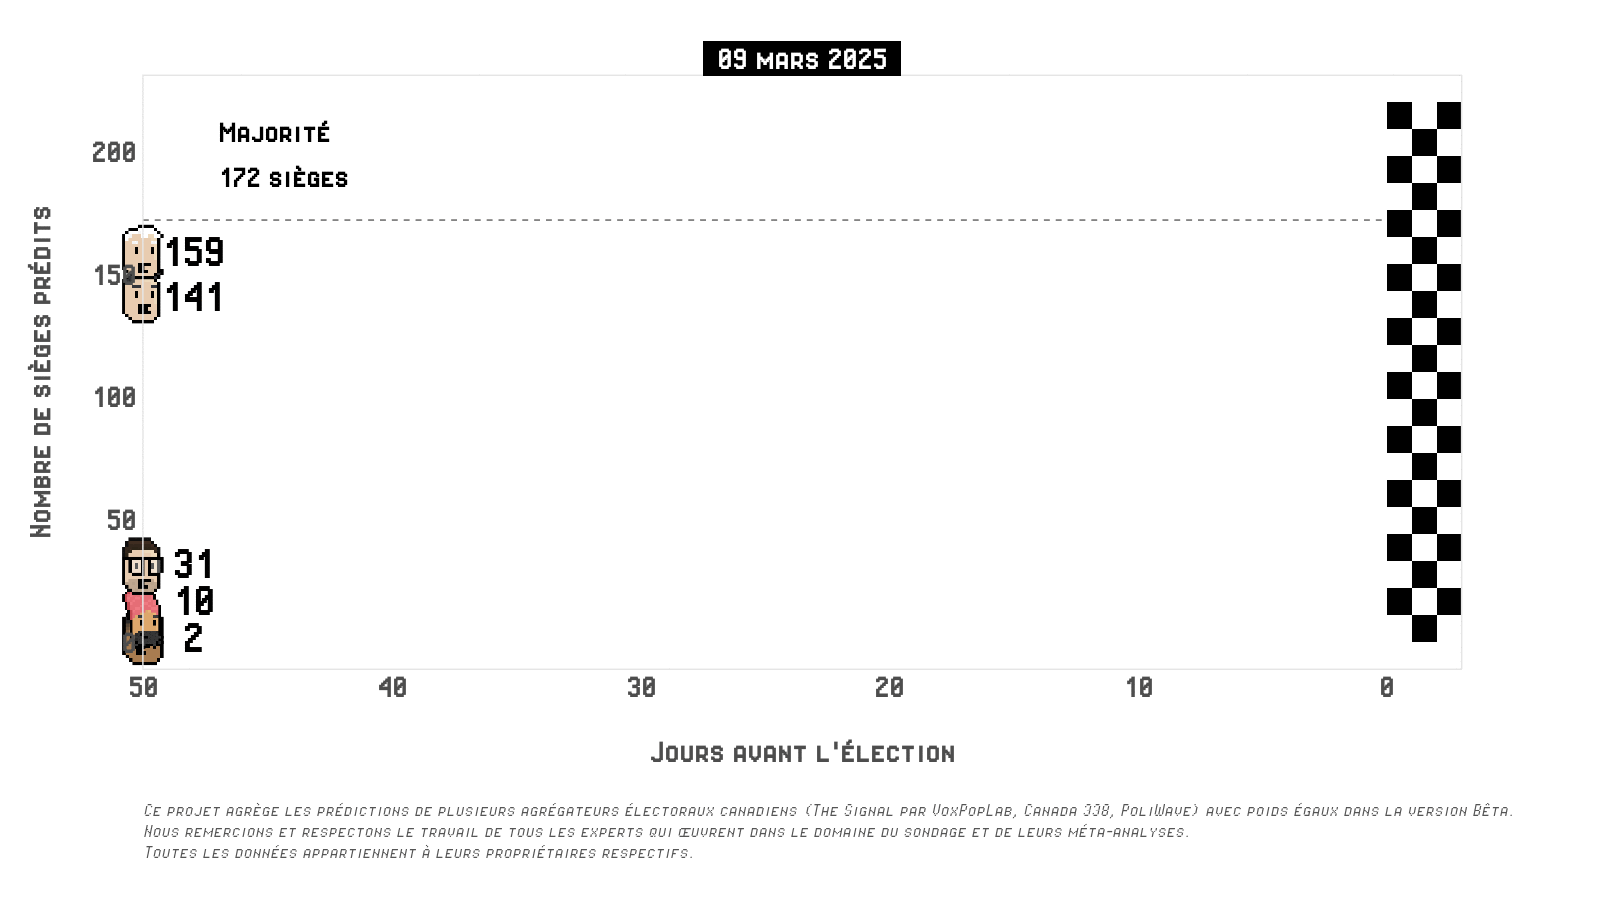 09 MARS 2025
MAJORITÉ
172 SIÈGES
NOMBRE DE SIÈGES PRÉDITS
200
150
100
50
0
159
141
31
10
2
50 40 30 20 10 0
JOURS AVANT L'ÉLECTION
CE PROJET AGRÈGE LES PRÉDICTIONS DE PLUSIEURS AGRÉGATEURS ÉLECTORAUX CANADIENS (THE SIGNAL PAR VOXPOPLAB, CANADA 338, POLIWAVE) AVEC POIDS ÉGAUX DANS LA VERSION BÊTA.
NOUS REMERCIONS ET RESPECTONS LE TRAVAIL DE TOUS LES EXPERTS QUI ŒUVRENT DANS LE DOMAINE DU SONDAGE ET DE LEURS MÉTA-ANALYSES.
TOUTES LES DONNÉES APPARTIENNENT À LEURS PROPRIÉTAIRES RESPECTIFS.